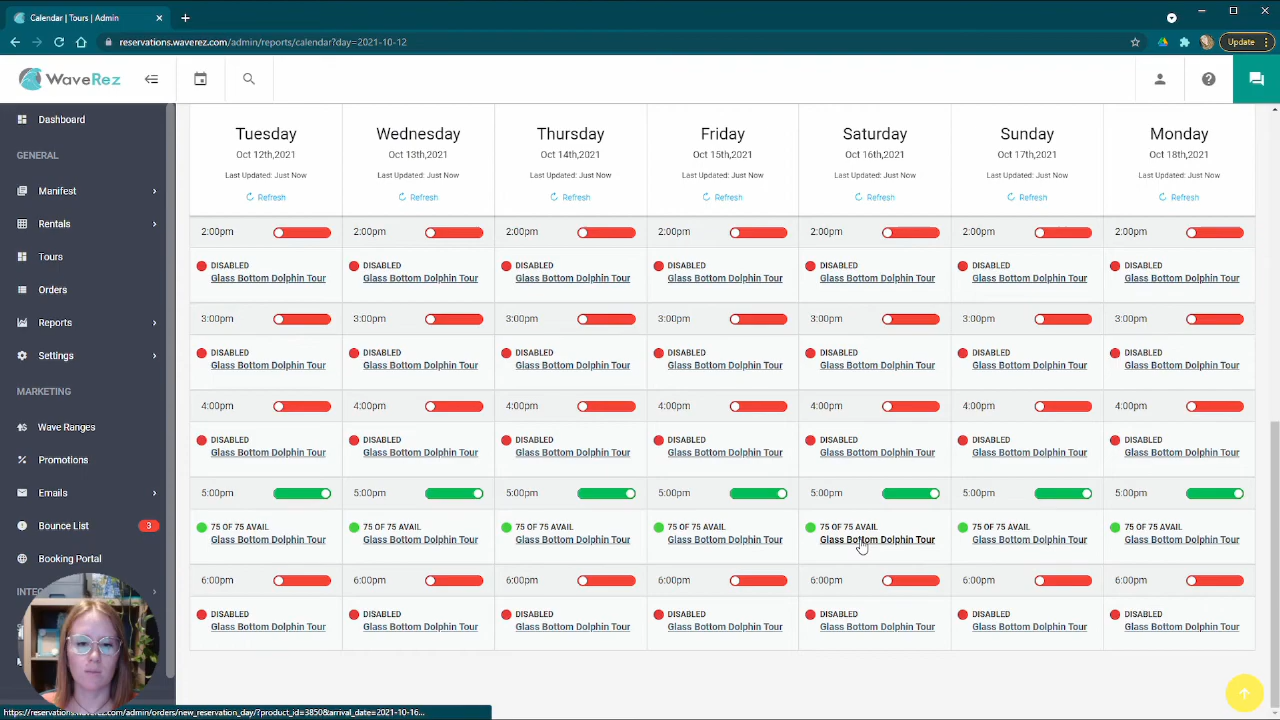 Calendar | Tours | Admin
reservations.waverez.com/admin/reports/calendar?day=2021-10-12
Update
WaveRez
Dashboard
GENERAL
Manifest
Rentals
Tours
Orders
Reports
Settings
MARKETING
Wave Ranges
Promotions
Emails
Bounce List 3
Booking Portal
Tuesday Wednesday Thursday Friday Saturday Sunday Monday
Oct 12th,2021 Oct 13th,2021 Oct 14th,2021 Oct 15th,2021 Oct 16th,2021 Oct 17th,2021 Oct 18th,2021
Last Updated: Just Now Last Updated: Just Now Last Updated: Just Now Last Updated: Just Now Last Updated: Just Now Last Updated: Just Now Last Updated: Just Now
Refresh Refresh Refresh Refresh Refresh Refresh Refresh
2:00pm 2:00pm 2:00pm 2:00pm 2:00pm 2:00pm 2:00pm
DISABLED DISABLED DISABLED DISABLED DISABLED DISABLED DISABLED
Glass Bottom Dolphin Tour Glass Bottom Dolphin Tour Glass Bottom Dolphin Tour Glass Bottom Dolphin Tour Glass Bottom Dolphin Tour Glass Bottom Dolphin Tour Glass Bottom Dolphin Tour
3:00pm 3:00pm 3:00pm 3:00pm 3:00pm 3:00pm 3:00pm
DISABLED DISABLED DISABLED DISABLED DISABLED DISABLED DISABLED
Glass Bottom Dolphin Tour Glass Bottom Dolphin Tour Glass Bottom Dolphin Tour Glass Bottom Dolphin Tour Glass Bottom Dolphin Tour Glass Bottom Dolphin Tour Glass Bottom Dolphin Tour
4:00pm 4:00pm 4:00pm 4:00pm 4:00pm 4:00pm 4:00pm
DISABLED DISABLED DISABLED DISABLED DISABLED DISABLED DISABLED
Glass Bottom Dolphin Tour Glass Bottom Dolphin Tour Glass Bottom Dolphin Tour Glass Bottom Dolphin Tour Glass Bottom Dolphin Tour Glass Bottom Dolphin Tour Glass Bottom Dolphin Tour
5:00pm 5:00pm 5:00pm 5:00pm 5:00pm 5:00pm 5:00pm
75 OF 75 AVAIL 75 OF 75 AVAIL 75 OF 75 AVAIL 75 OF 75 AVAIL 75 OF 75 AVAIL 75 OF 75 AVAIL 75 OF 75 AVAIL
Glass Bottom Dolphin Tour Glass Bottom Dolphin Tour Glass Bottom Dolphin Tour Glass Bottom Dolphin Tour Glass Bottom Dolphin Tour Glass Bottom Dolphin Tour Glass Bottom Dolphin Tour
6:00pm 6:00pm 6:00pm 6:00pm 6:00pm 6:00pm 6:00pm
DISABLED DISABLED DISABLED DISABLED DISABLED DISABLED DISABLED
Glass Bottom Dolphin Tour Glass Bottom Dolphin Tour Glass Bottom Dolphin Tour Glass Bottom Dolphin Tour Glass Bottom Dolphin Tour Glass Bottom Dolphin Tour Glass Bottom Dolphin Tour
https://reservations.waverez.com/admin/orders/new_reservation_day/?product_id=3850&arrival_date=2021-10-16...